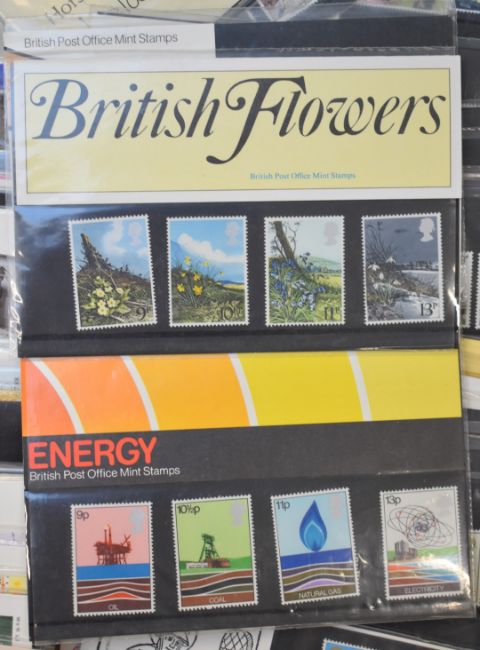 British Post Office Mint Stamps
British Flowers
British Post Office Mint Stamps
9p
10½p
11p
13p
ENERGY
British Post Office Mint Stamps
9p
10½p
11p
13p
OIL
COAL
NATURAL GAS
ELECTRICITY